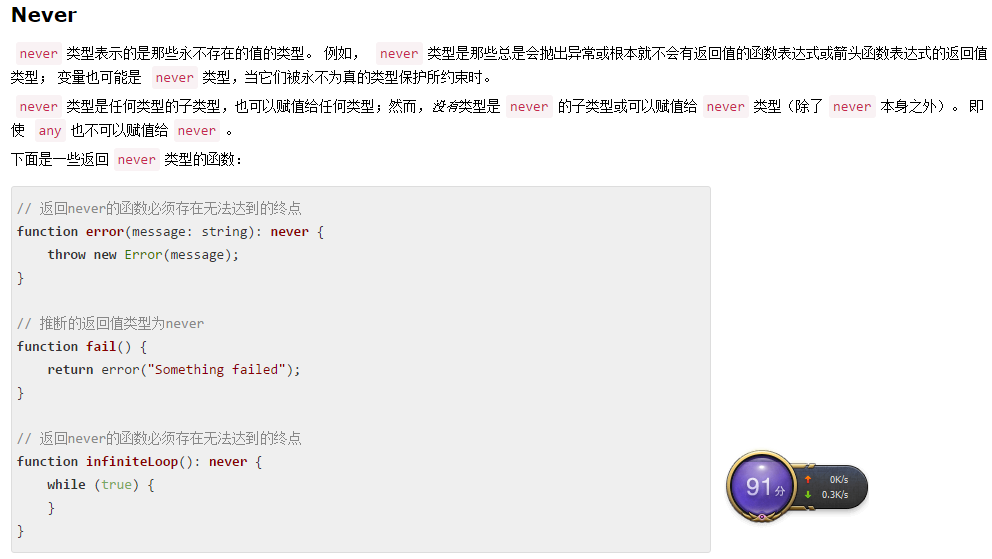 Never
never 类型表示的是那些永不存在的值的类型。 例如， never 类型是那些总是会抛出异常或根本就不会有返回值的函数表达式或箭头函数表达式的返回值
类型； 变量也可能是 never 类型，当它们被永不为真的类型保护所约束时。
never 类型是任何类型的子类型，也可以赋值给任何类型；然而，没有类型是 never 的子类型或可以赋值给 never 类型（除了 never 本身之外）。 即
使 any 也不可以赋值给 never 。
下面是一些返回 never 类型的函数：
// 返回never的函数必须存在无法达到的终点
function error(message: string): never {
    throw new Error(message);
}
// 推断的返回值类型为never
function fail() {
    return error("Something failed");
}
// 返回never的函数必须存在无法达到的终点
function infiniteLoop(): never {
    while (true) {
    }
}
91分
0K/s
0.3K/s